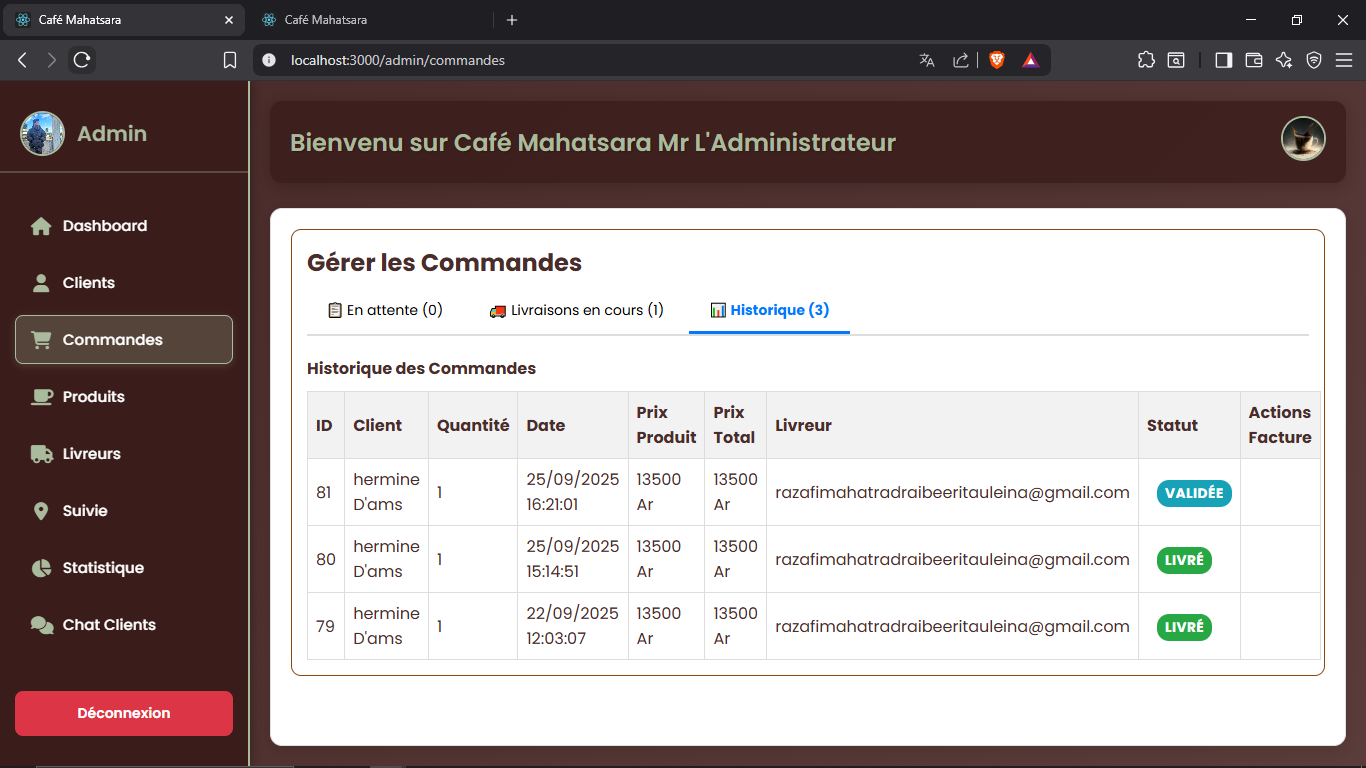 Café Mahatsara
Café Mahatsara
localhost:3000/admin/commandes
Admin
Dashboard
Clients
Commandes
Produits
Livreurs
Suivie
Statistique
Chat Clients
Déconnexion
Bienvenu sur Café Mahatsara Mr L'Administrateur
Gérer les Commandes
📋 En attente (0) 🚚 Livraisons en cours (1) 📊 Historique (3)
Historique des Commandes
ID Client Quantité Date Prix Produit Prix Total Livreur Statut Actions Facture
81 hermine D'ams 1 25/09/2025 16:21:01 13500 Ar 13500 Ar razafimahatradraibeeritauleina@gmail.com VALIDÉE
80 hermine D'ams 1 25/09/2025 15:14:51 13500 Ar 13500 Ar razafimahatradraibeeritauleina@gmail.com LIVRÉ
79 hermine D'ams 1 22/09/2025 12:03:07 13500 Ar 13500 Ar razafimahatradraibeeritauleina@gmail.com LIVRÉ